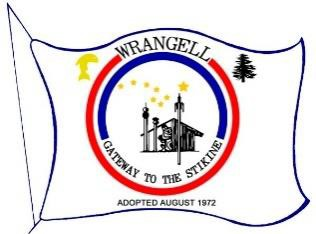 WRANGELL
GATEWAY TO THE STIKINE
ADOPTED AUGUST 1972